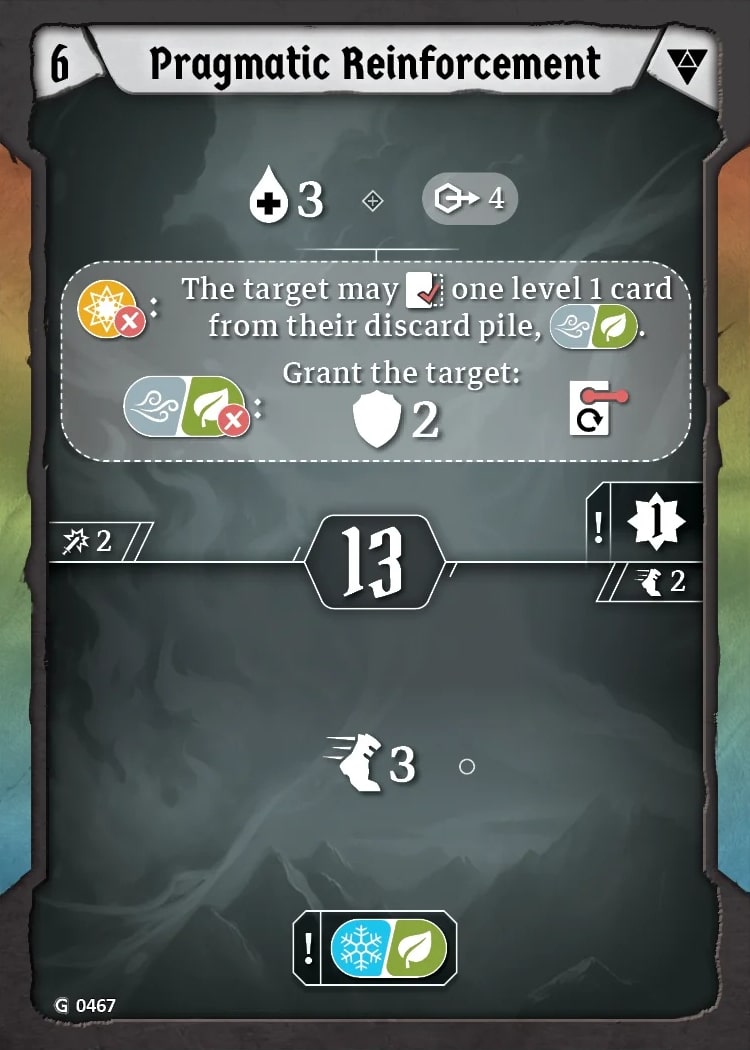 6
Pragmatic Reinforcement
3
4
: The target may one level 1 card
from their discard pile, .
: Grant the target:
2
2
13
! 1
2
3
!
G 0467